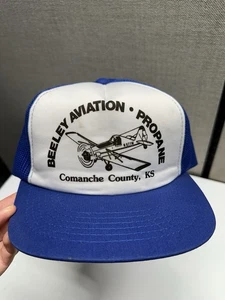 BEELEY AVIATION • PROPANE
Comanche County, KS